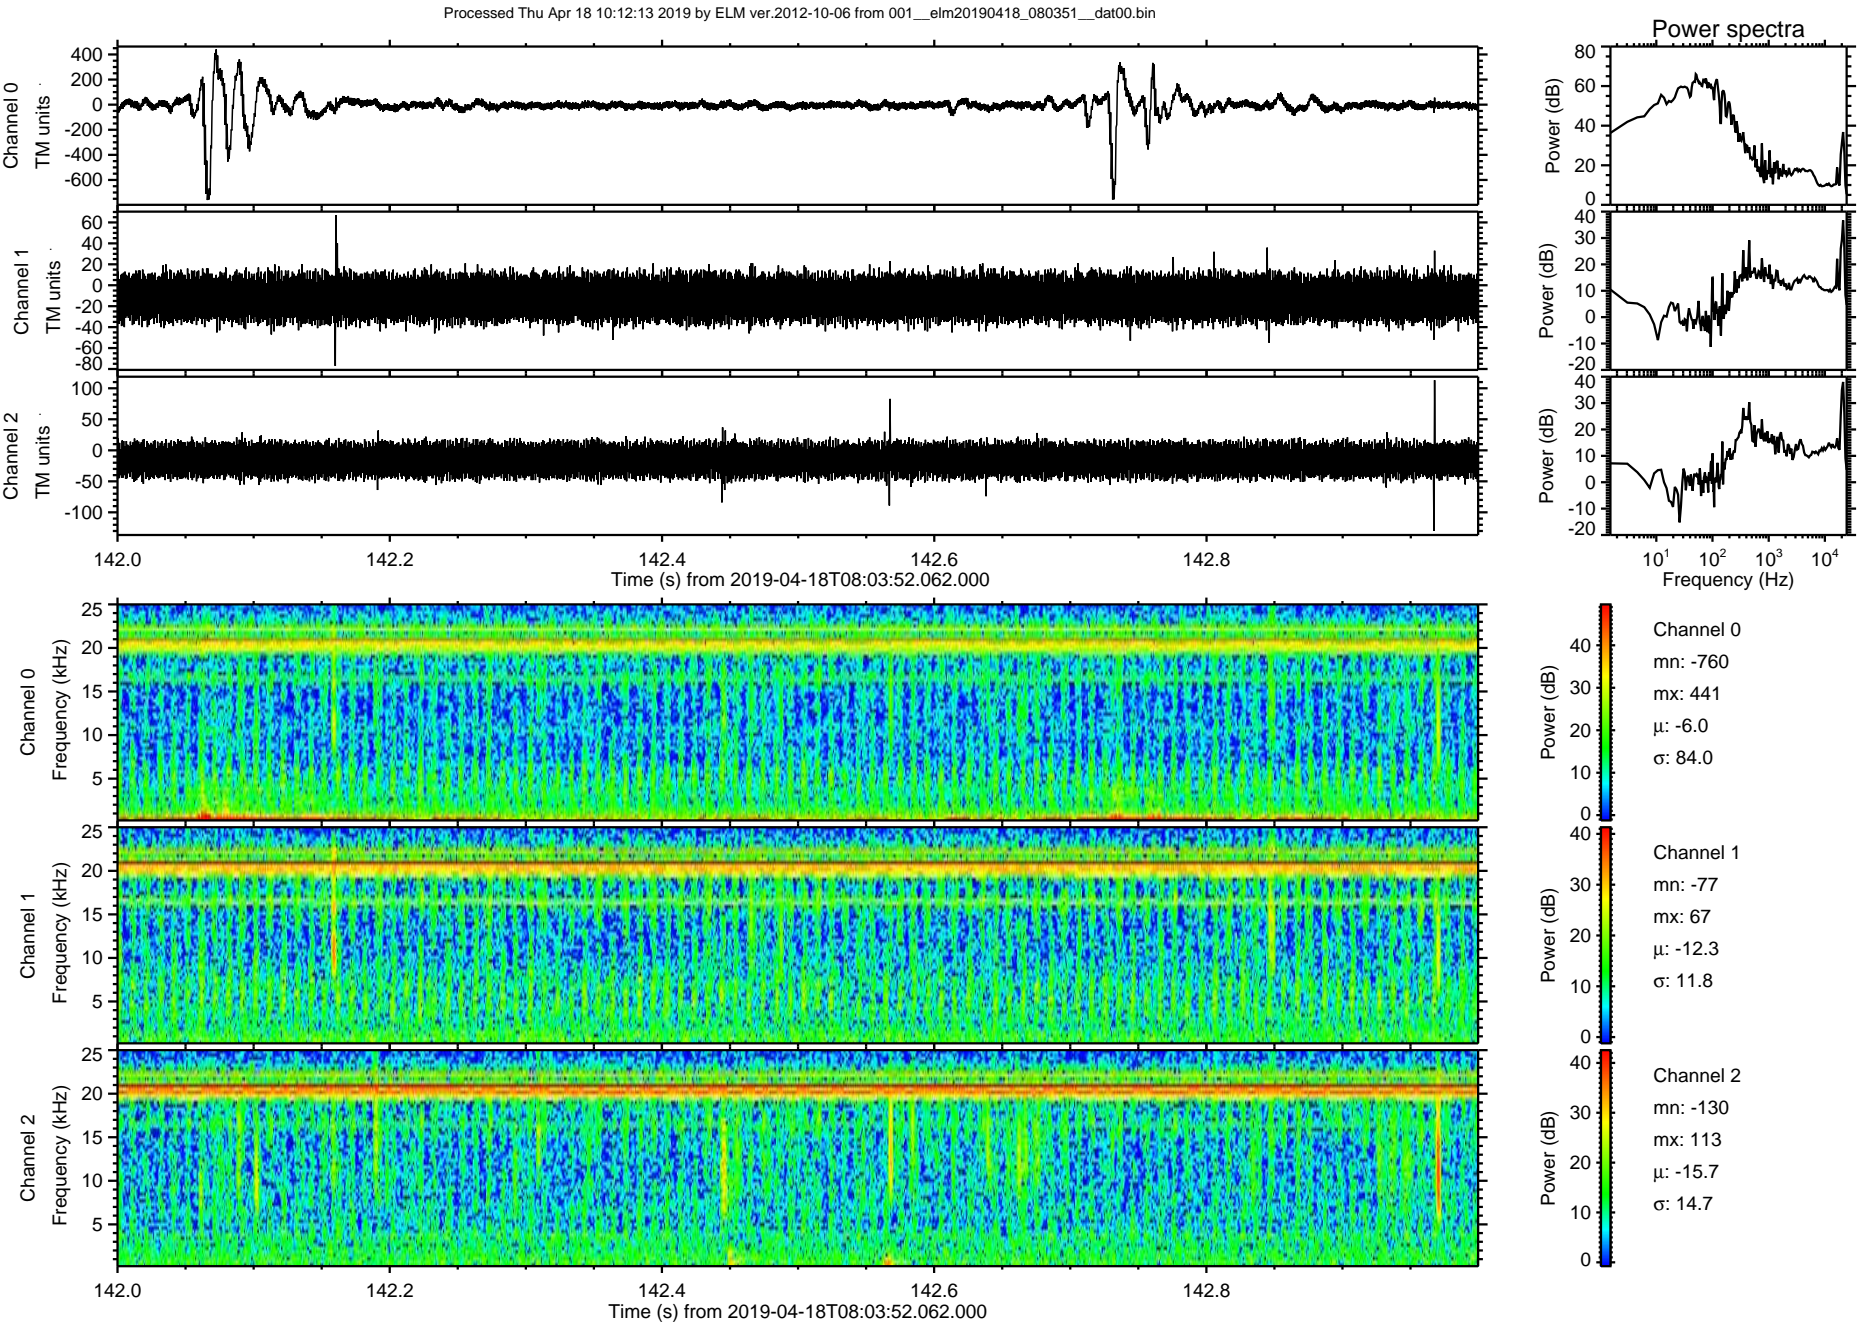 Processed Thu Apr 18 10:12:13 2019 by ELM ver.2012-10-06 from 001__elm20190418_080351__dat00.bin
Power spectra
Channel 0
TM units
400
200
0
-200
-400
-600
Power (dB)
80
60
40
20
0
Channel 1
TM units
60
40
20
0
-20
-40
-60
-80
Power (dB)
40
30
20
10
0
-10
-20
Channel 2
TM units
100
50
0
-50
-100
Power (dB)
40
30
20
10
0
-10
-20
142.0 142.2 142.4 142.6 142.8
Time (s) from 2019-04-18T08:03:52.062.000
10^1 10^2 10^3 10^4
Frequency (Hz)
Channel 0
Frequency (kHz)
25
20
15
10
5
Power (dB)
40
30
20
10
0
Channel 0
mn: -760
mx: 441
μ: -6.0
σ: 84.0
Channel 1
Frequency (kHz)
25
20
15
10
5
Power (dB)
40
30
20
10
0
Channel 1
mn: -77
mx: 67
μ: -12.3
σ: 11.8
Channel 2
Frequency (kHz)
25
20
15
10
5
Power (dB)
40
30
20
10
0
Channel 2
mn: -130
mx: 113
μ: -15.7
σ: 14.7
142.0 142.2 142.4 142.6 142.8
Time (s) from 2019-04-18T08:03:52.062.000